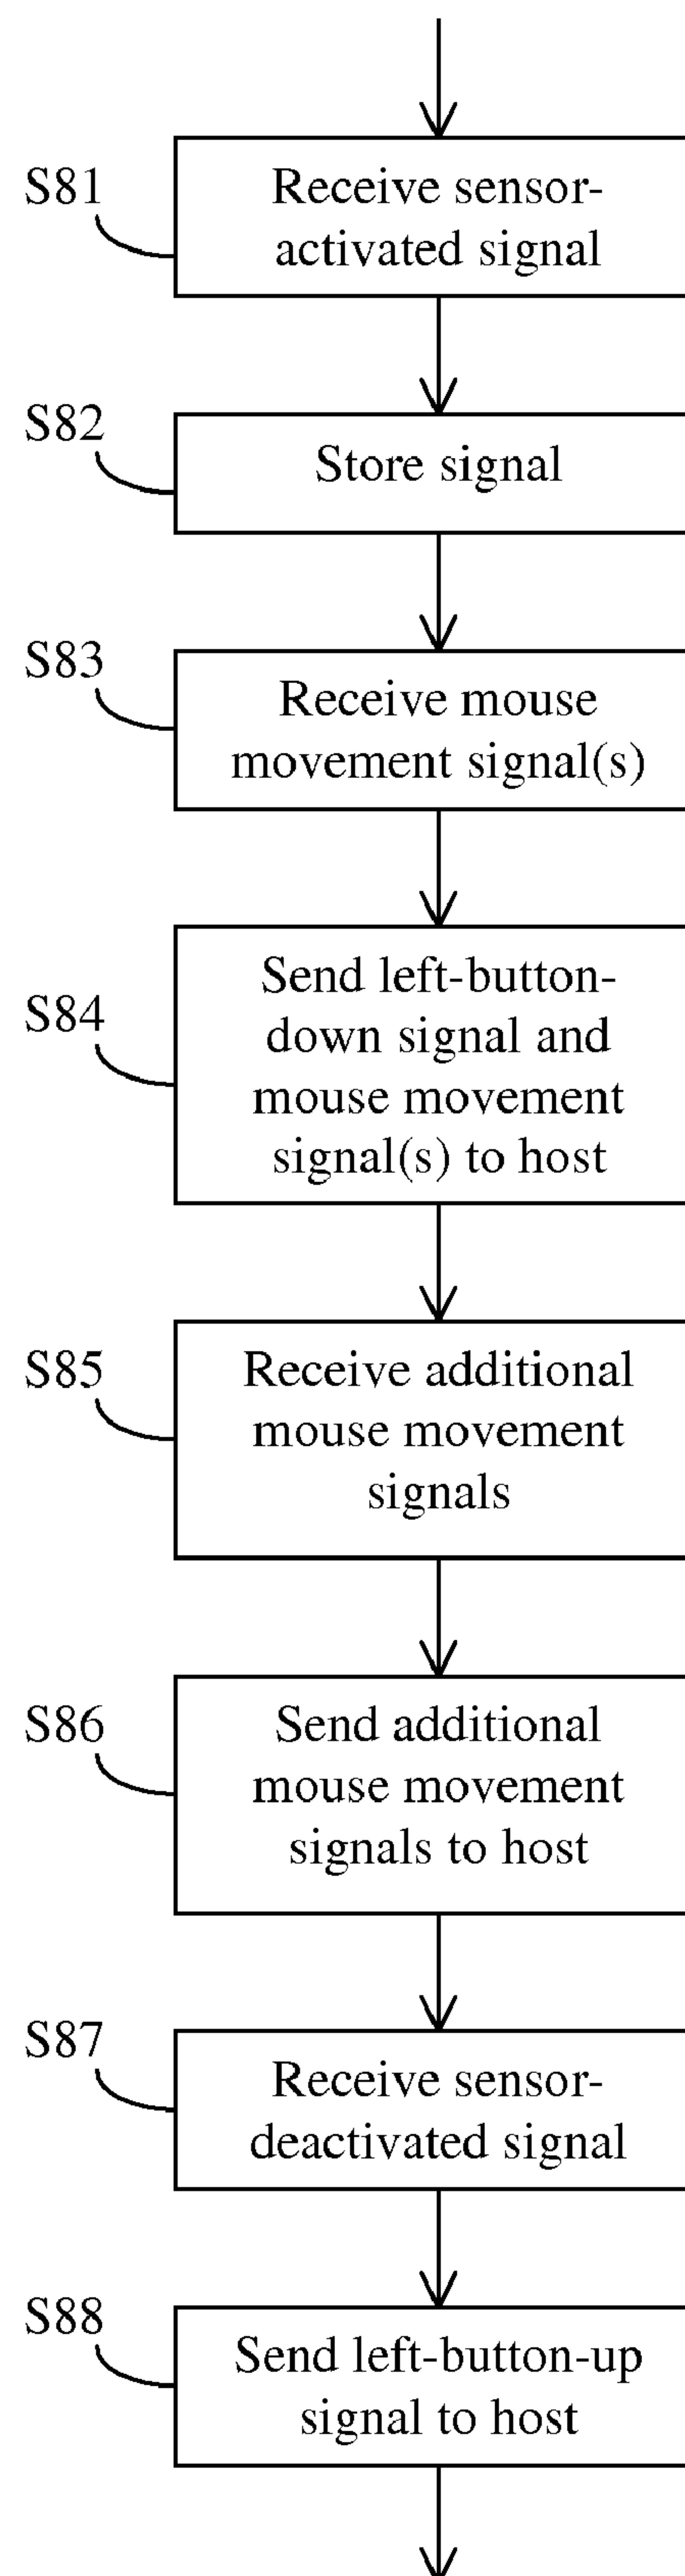 S81
Receive sensor-
activated signal
S82
Store signal
S83
Receive mouse
movement signal(s)
S84
Send left-button-
down signal and
mouse movement
signal(s) to host
S85
Receive additional
mouse movement
signals
S86
Send additional
mouse movement
signals to host
S87
Receive sensor-
deactivated signal
S88
Send left-button-up
signal to host